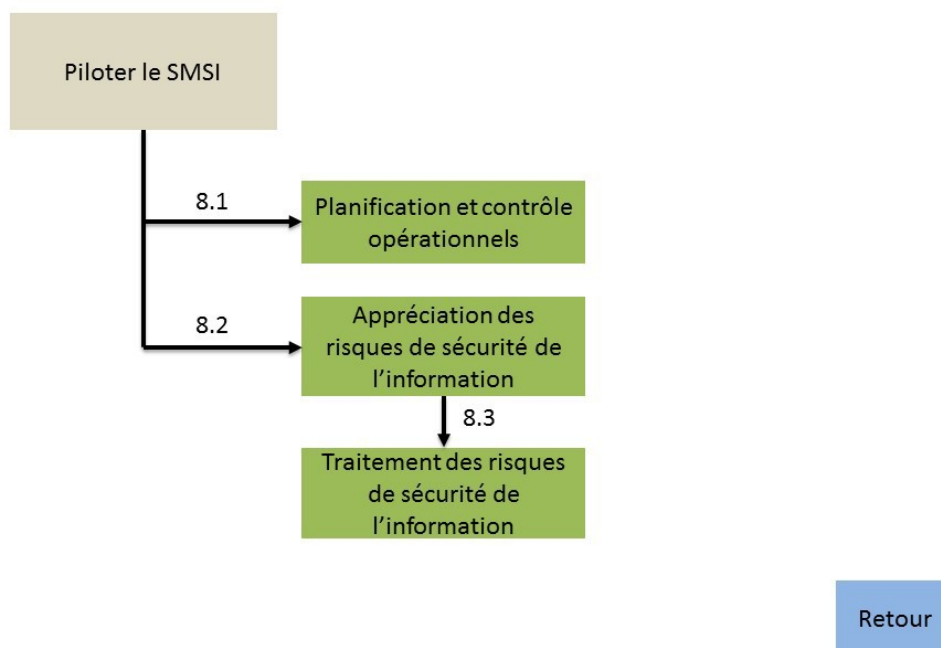 Piloter le SMSI
8.1
Planification et contrôle
opérationnels
8.2
Appréciation des
risques de sécurité de
l’information
8.3
Traitement des risques
de sécurité de
l’information
Retour